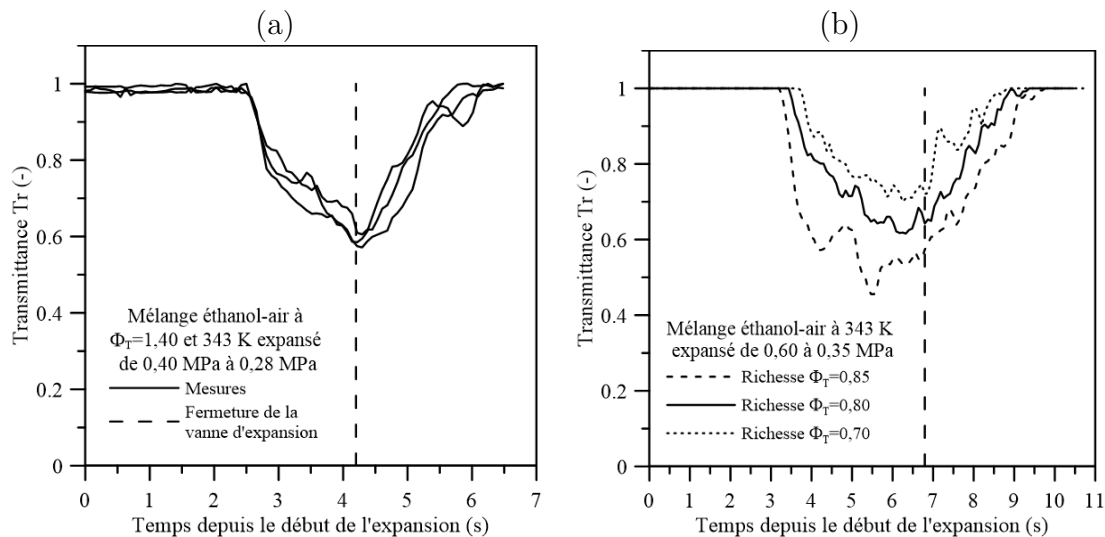 (a)
Transmittance Tr (-)
1
0.8
0.6
0.4
0.2
0
Mélange éthanol-air à
Φ_T=1,40 et 343 K expansé
de 0,40 MPa à 0,28 MPa
Mesures
Fermeture de la
vanne d'expansion
0 1 2 3 4 5 6 7
Temps depuis le début de l'expansion (s)
(b)
Transmittance Tr (-)
1
0.8
0.6
0.4
0.2
0
Mélange éthanol-air à 343 K
expansé de 0,60 à 0,35 MPa
Richesse Φ_T=0,85
Richesse Φ_T=0,80
Richesse Φ_T=0,70
0 1 2 3 4 5 6 7 8 9 10 11
Temps depuis le début de l'expansion (s)